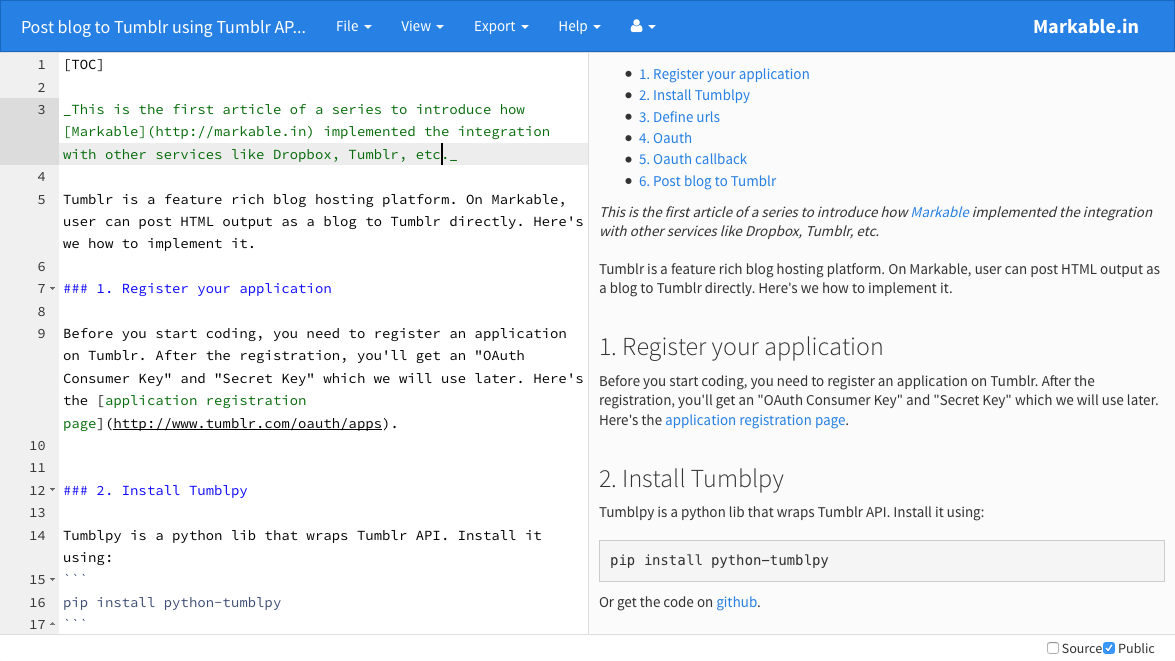 Post blog to Tumblr using Tumblr AP... File View Export Help Markable.in
1 [TOC]
2
3 _This is the first article of a series to introduce how
[Markable](http://markable.in) implemented the integration
with other services like Dropbox, Tumblr, etc._
4
5 Tumblr is a feature rich blog hosting platform. On Markable,
user can post HTML output as a blog to Tumblr directly. Here's
we how to implement it.
6
7 ### 1. Register your application
8
9 Before you start coding, you need to register an application
on Tumblr. After the registration, you'll get an "OAuth
Consumer Key" and "Secret Key" which we will use later. Here's
the [application registration
page](http://www.tumblr.com/oauth/apps).
10
11
12 ### 2. Install Tumblpy
13
14 Tumblpy is a python lib that wraps Tumblr API. Install it
using:
15 ```
16 pip install python-tumblpy
17 ```
• 1. Register your application
• 2. Install Tumblpy
• 3. Define urls
• 4. Oauth
• 5. Oauth callback
• 6. Post blog to Tumblr
This is the first article of a series to introduce how Markable implemented the integration
with other services like Dropbox, Tumblr, etc.
Tumblr is a feature rich blog hosting platform. On Markable, user can post HTML output as
a blog to Tumblr directly. Here's we how to implement it.
1. Register your application
Before you start coding, you need to register an application on Tumblr. After the
registration, you'll get an "OAuth Consumer Key" and "Secret Key" which we will use later.
Here's the application registration page.
2. Install Tumblpy
Tumblpy is a python lib that wraps Tumblr API. Install it using:
pip install python-tumblpy
Or get the code on github.
Source Public